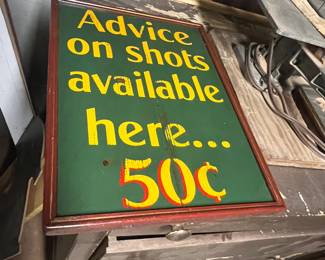 Advice
on shots
available
here...
50¢